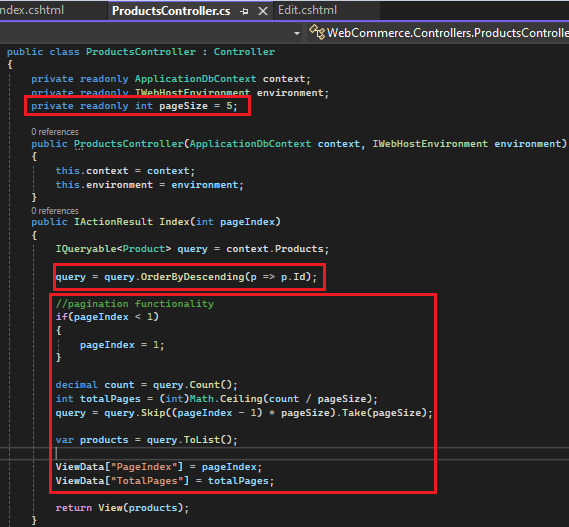 ndex.cshtml
ProductsController.cs
Edit.cshtml
WebCommerce.Controllers.ProductsControlle
public class ProductsController : Controller
{
private readonly ApplicationDbContext context;
private readonly IWebHostEnvironment environment;
private readonly int pageSize = 5;
0 references
public ProductsController(ApplicationDbContext context, IWebHostEnvironment environment)
{
this.context = context;
this.environment = environment;
}
0 references
public IActionResult Index(int pageIndex)
{
IQueryable<Product> query = context.Products;
query = query.OrderByDescending(p => p.Id);
//pagination functionality
if(pageIndex < 1)
{
pageIndex = 1;
}
decimal count = query.Count();
int totalPages = (int)Math.Ceiling(count / pageSize);
query = query.Skip((pageIndex - 1) * pageSize).Take(pageSize);
var products = query.ToList();
ViewData["PageIndex"] = pageIndex;
ViewData["TotalPages"] = totalPages;
return View(products);
}